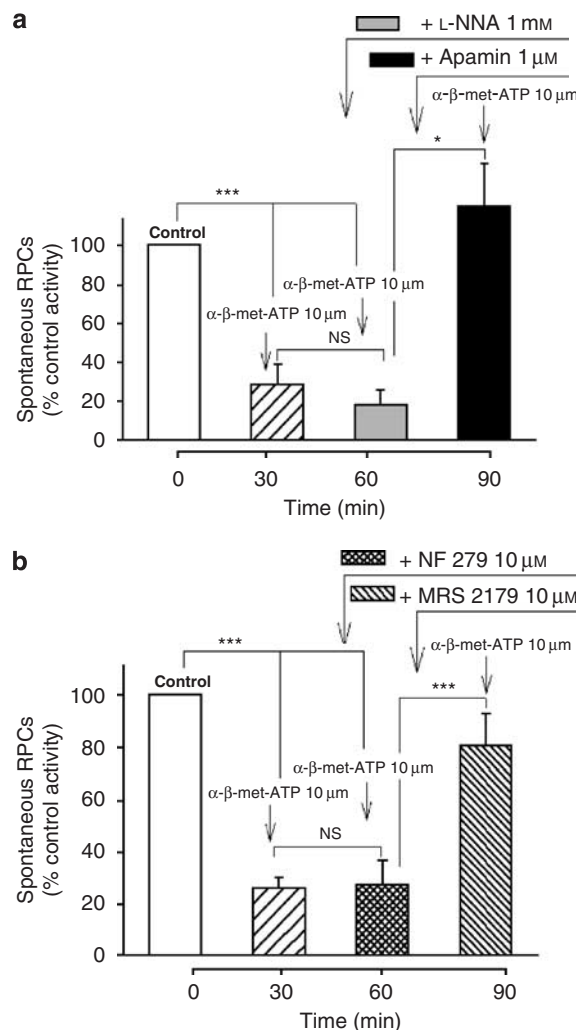 a
+ L-NNA 1 mM
+ Apamin 1 μM
α-β-met-ATP 10 μm
*
***
Control
α-β-met-ATP 10 μm
α-β-met-ATP 10 μm
NS
Spontaneous RPCs
(% control activity)
100
80
60
40
20
0
0 30 60 90
Time (min)
b
+ NF 279 10 μM
+ MRS 2179 10 μM
α-β-met-ATP 10 μm
***
***
Control
α-β-met-ATP 10 μm
α-β-met-ATP 10 μm
NS
Spontaneous RPCs
(% control activity)
100
80
60
40
20
0
0 30 60 90
Time (min)